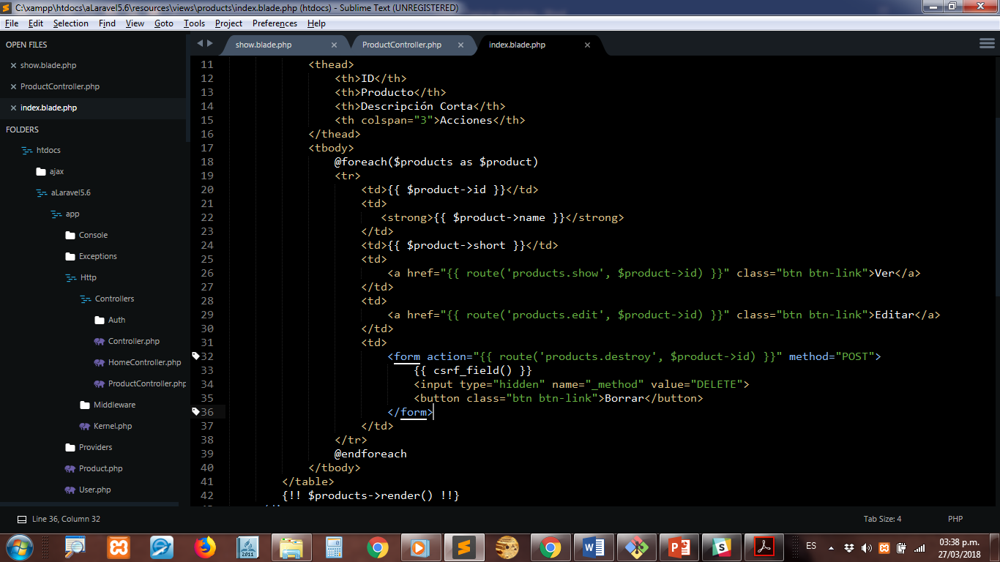 C:\xampp\htdocs\aLaravel5.6\resources\views\products\index.blade.php (htdocs) - Sublime Text (UNREGISTERED)
File Edit Selection Find View Goto Tools Project Preferences Help
OPEN FILES
show.blade.php
ProductController.php
index.blade.php
FOLDERS
htdocs
ajax
aLaravel5.6
app
Console
Exceptions
Http
Controllers
Auth
Controller.php
HomeController.php
ProductController.php
Middleware
Kernel.php
Providers
Product.php
User.php
show.blade.php ProductController.php index.blade.php
11 <thead>
12 <th>ID</th>
13 <th>Producto</th>
14 <th>Descripción Corta</th>
15 <th colspan="3">Acciones</th>
16 </thead>
17 <tbody>
18 @foreach($products as $product)
19 <tr>
20 <td>{{ $product->id }}</td>
21 <td>
22 <strong>{{ $product->name }}</strong>
23 </td>
24 <td>{{ $product->short }}</td>
25 <td>
26 <a href="{{ route('products.show', $product->id) }}" class="btn btn-link">Ver</a>
27 </td>
28 <td>
29 <a href="{{ route('products.edit', $product->id) }}" class="btn btn-link">Editar</a>
30 </td>
31 <td>
32 <form action="{{ route('products.destroy', $product->id) }}" method="POST">
33 {{ csrf_field() }}
34 <input type="hidden" name="_method" value="DELETE">
35 <button class="btn btn-link">Borrar</button>
36 </form>
37 </td>
38 </tr>
39 @endforeach
40 </tbody>
41 </table>
42 {!! $products->render() !!}
Line 36, Column 32 Tab Size: 4 PHP
2011
ES
03:38 p.m.
27/03/2018